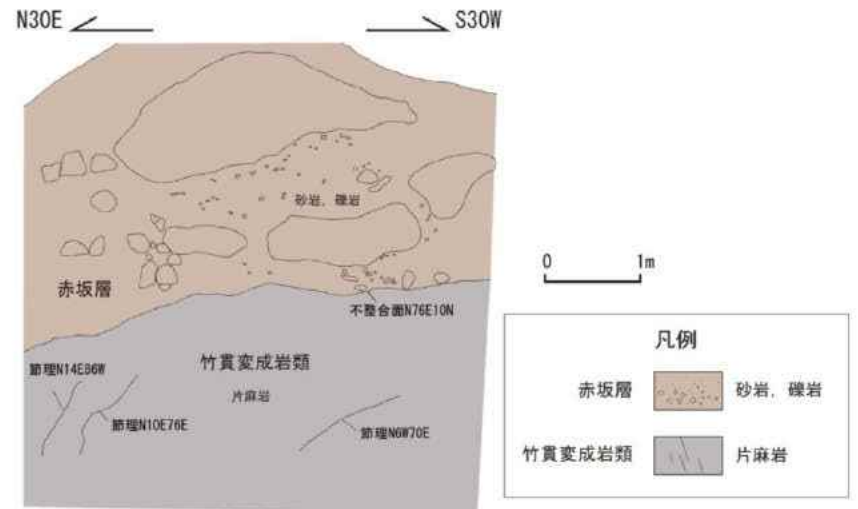 N30E
S30W
砂岩, 礫岩
赤坂層
不整合面N76E10N
竹貫変成岩類
片麻岩
節理N14E86W
節理N10E76E
節理N6W70E
0 1m
凡例
赤坂層 砂岩, 礫岩
竹貫変成岩類 片麻岩